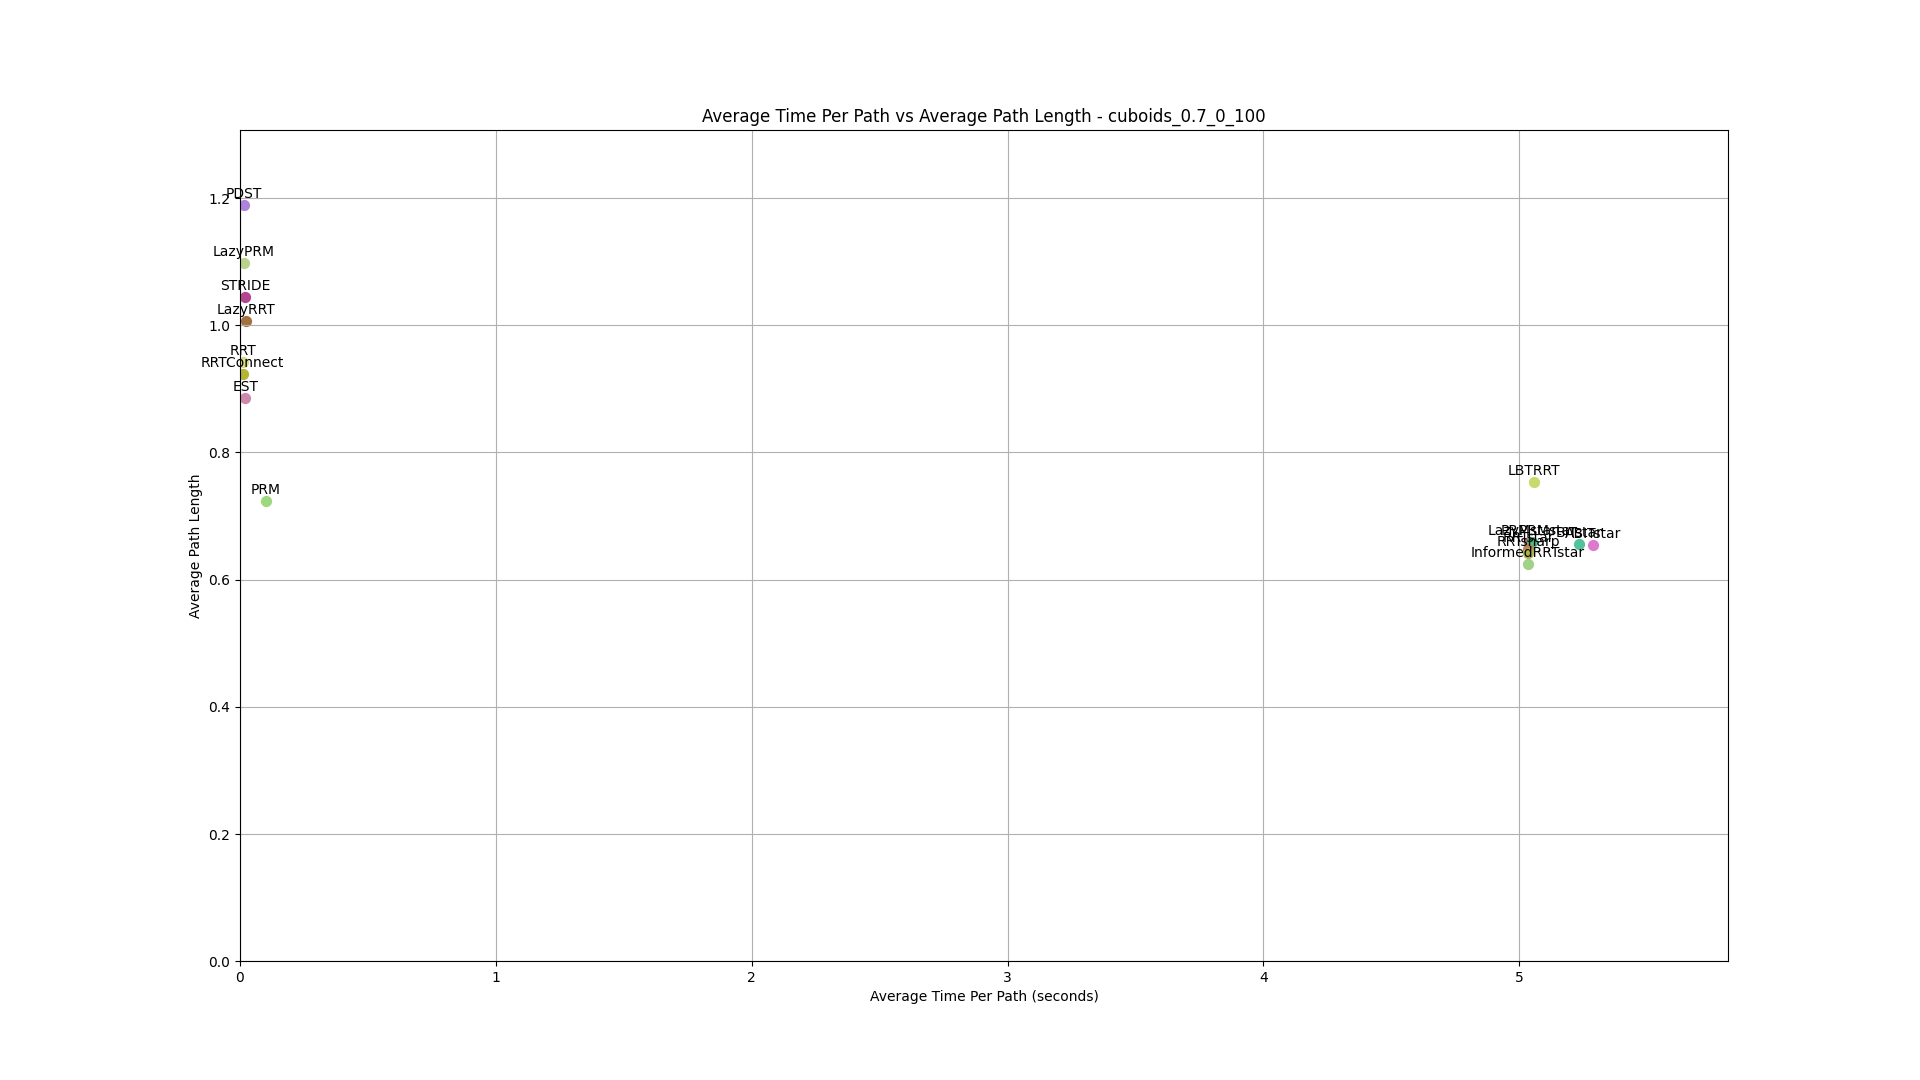 Average Time Per Path vs Average Path Length - cuboids_0.7_0_100
PDST
1.2
LazyPRM
STRIDE
LazyRRT
1.0
RRT
RRTConnect
EST
0.8
LBTRRT
PRM
InformedRRTstar
0.6
0.4
0.2
0.0
0
1
2
3
4
5
Average Path Length
Average Time Per Path (seconds)